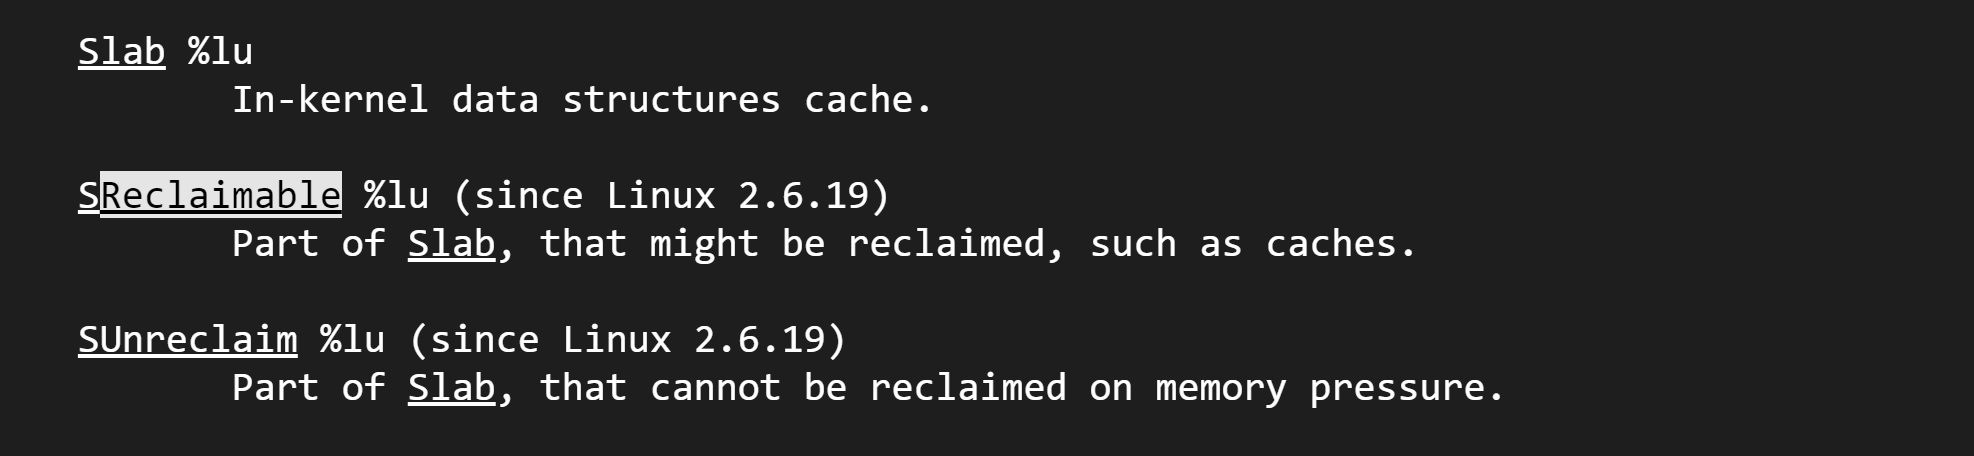 Slab %lu
In-kernel data structures cache.
SReclaimable %lu (since Linux 2.6.19)
Part of Slab, that might be reclaimed, such as caches.
SUnreclaim %lu (since Linux 2.6.19)
Part of Slab, that cannot be reclaimed on memory pressure.